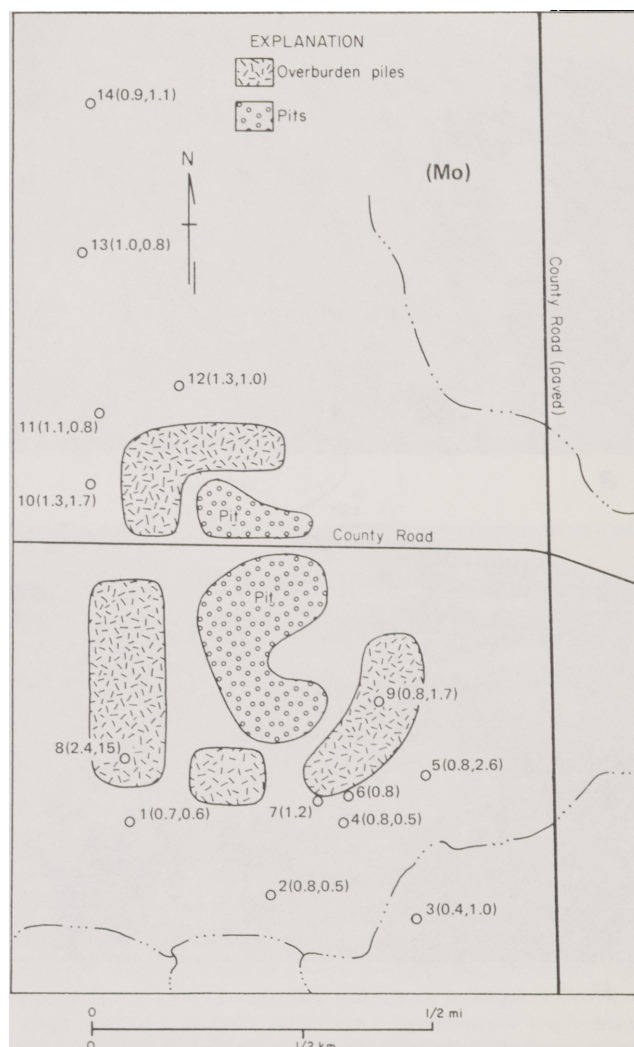 EXPLANATION
Overburden piles
Pits
14(0.9,1.1)
N
(Mo)
13(1.0,0.8)
County Road (paved)
12(1.3,1.0)
11(1.1,0.8)
10(1.3,1.7)
Pit
County Road
Pit
9(0.8,1.7)
8(2.4,15)
5(0.8,2.6)
6(0.8)
7(1.2)
1(0.7,0.6)
4(0.8,0.5)
2(0.8,0.5)
3(0.4,1.0)
0 1/2 mi
0 1/2 km